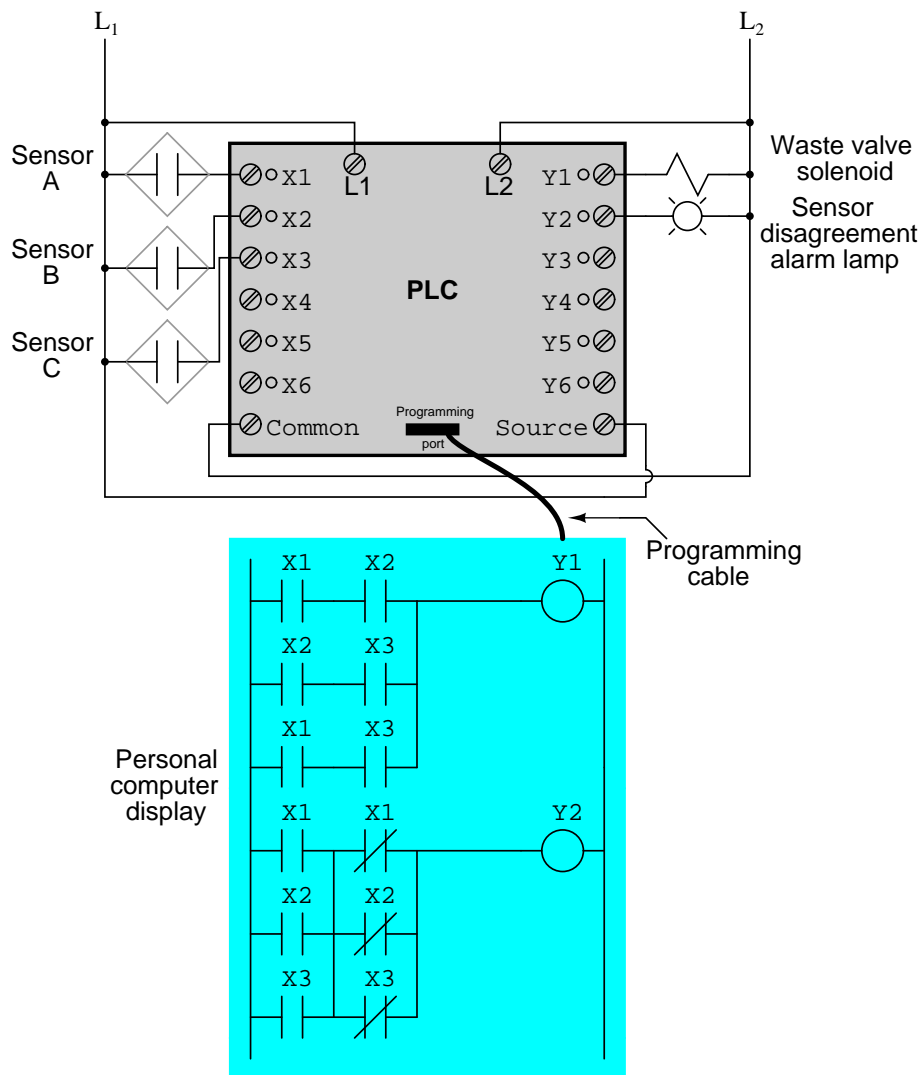 L1
L2
Sensor
A
Sensor
B
Sensor
C
L1
L2
X1
X2
X3
X4
X5
X6
Common
PLC
Programming
port
Y1
Y2
Y3
Y4
Y5
Y6
Source
Waste valve
solenoid
Sensor
disagreement
alarm lamp
Programming
cable
Personal
computer
display
X1 X2 Y1
X2 X3
X1 X3
X1 X1 Y2
X2 X2
X3 X3